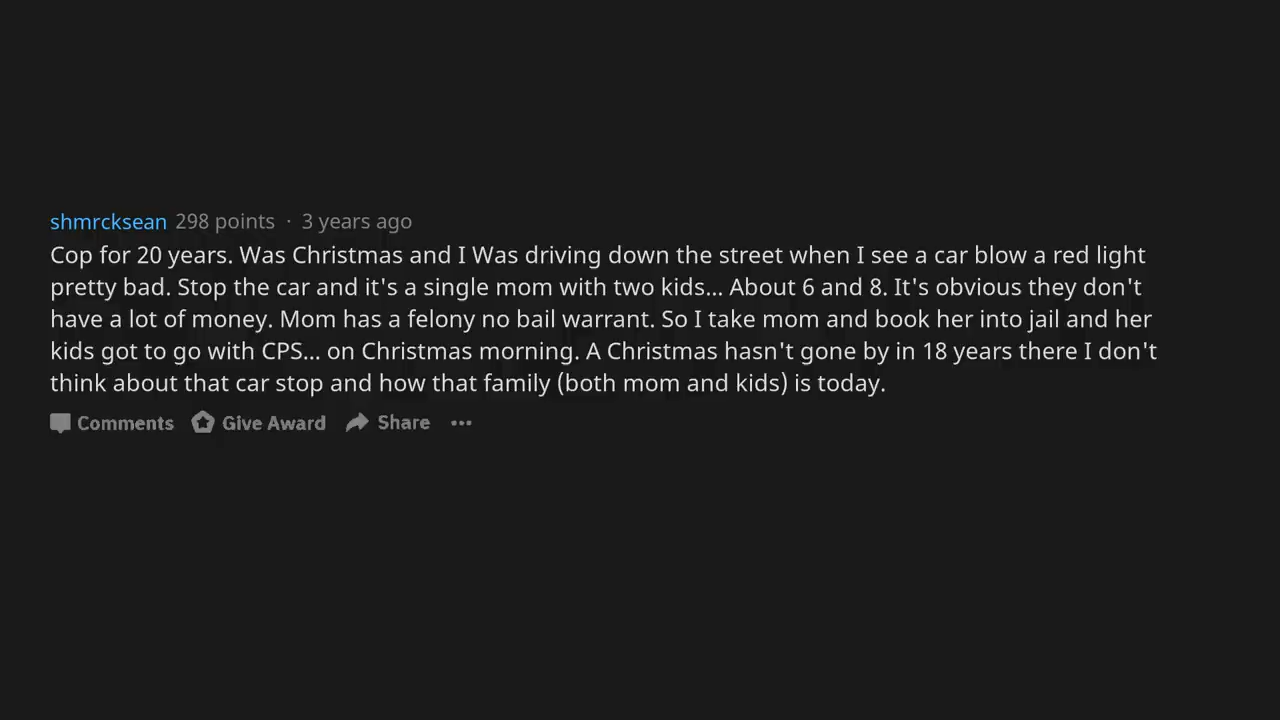 shmrcksean 298 points · 3 years ago
Cop for 20 years. Was Christmas and I Was driving down the street when I see a car blow a red light
pretty bad. Stop the car and it's a single mom with two kids... About 6 and 8. It's obvious they don't
have a lot of money. Mom has a felony no bail warrant. So I take mom and book her into jail and her
kids got to go with CPS... on Christmas morning. A Christmas hasn't gone by in 18 years there I don't
think about that car stop and how that family (both mom and kids) is today.
Comments Give Award Share ···